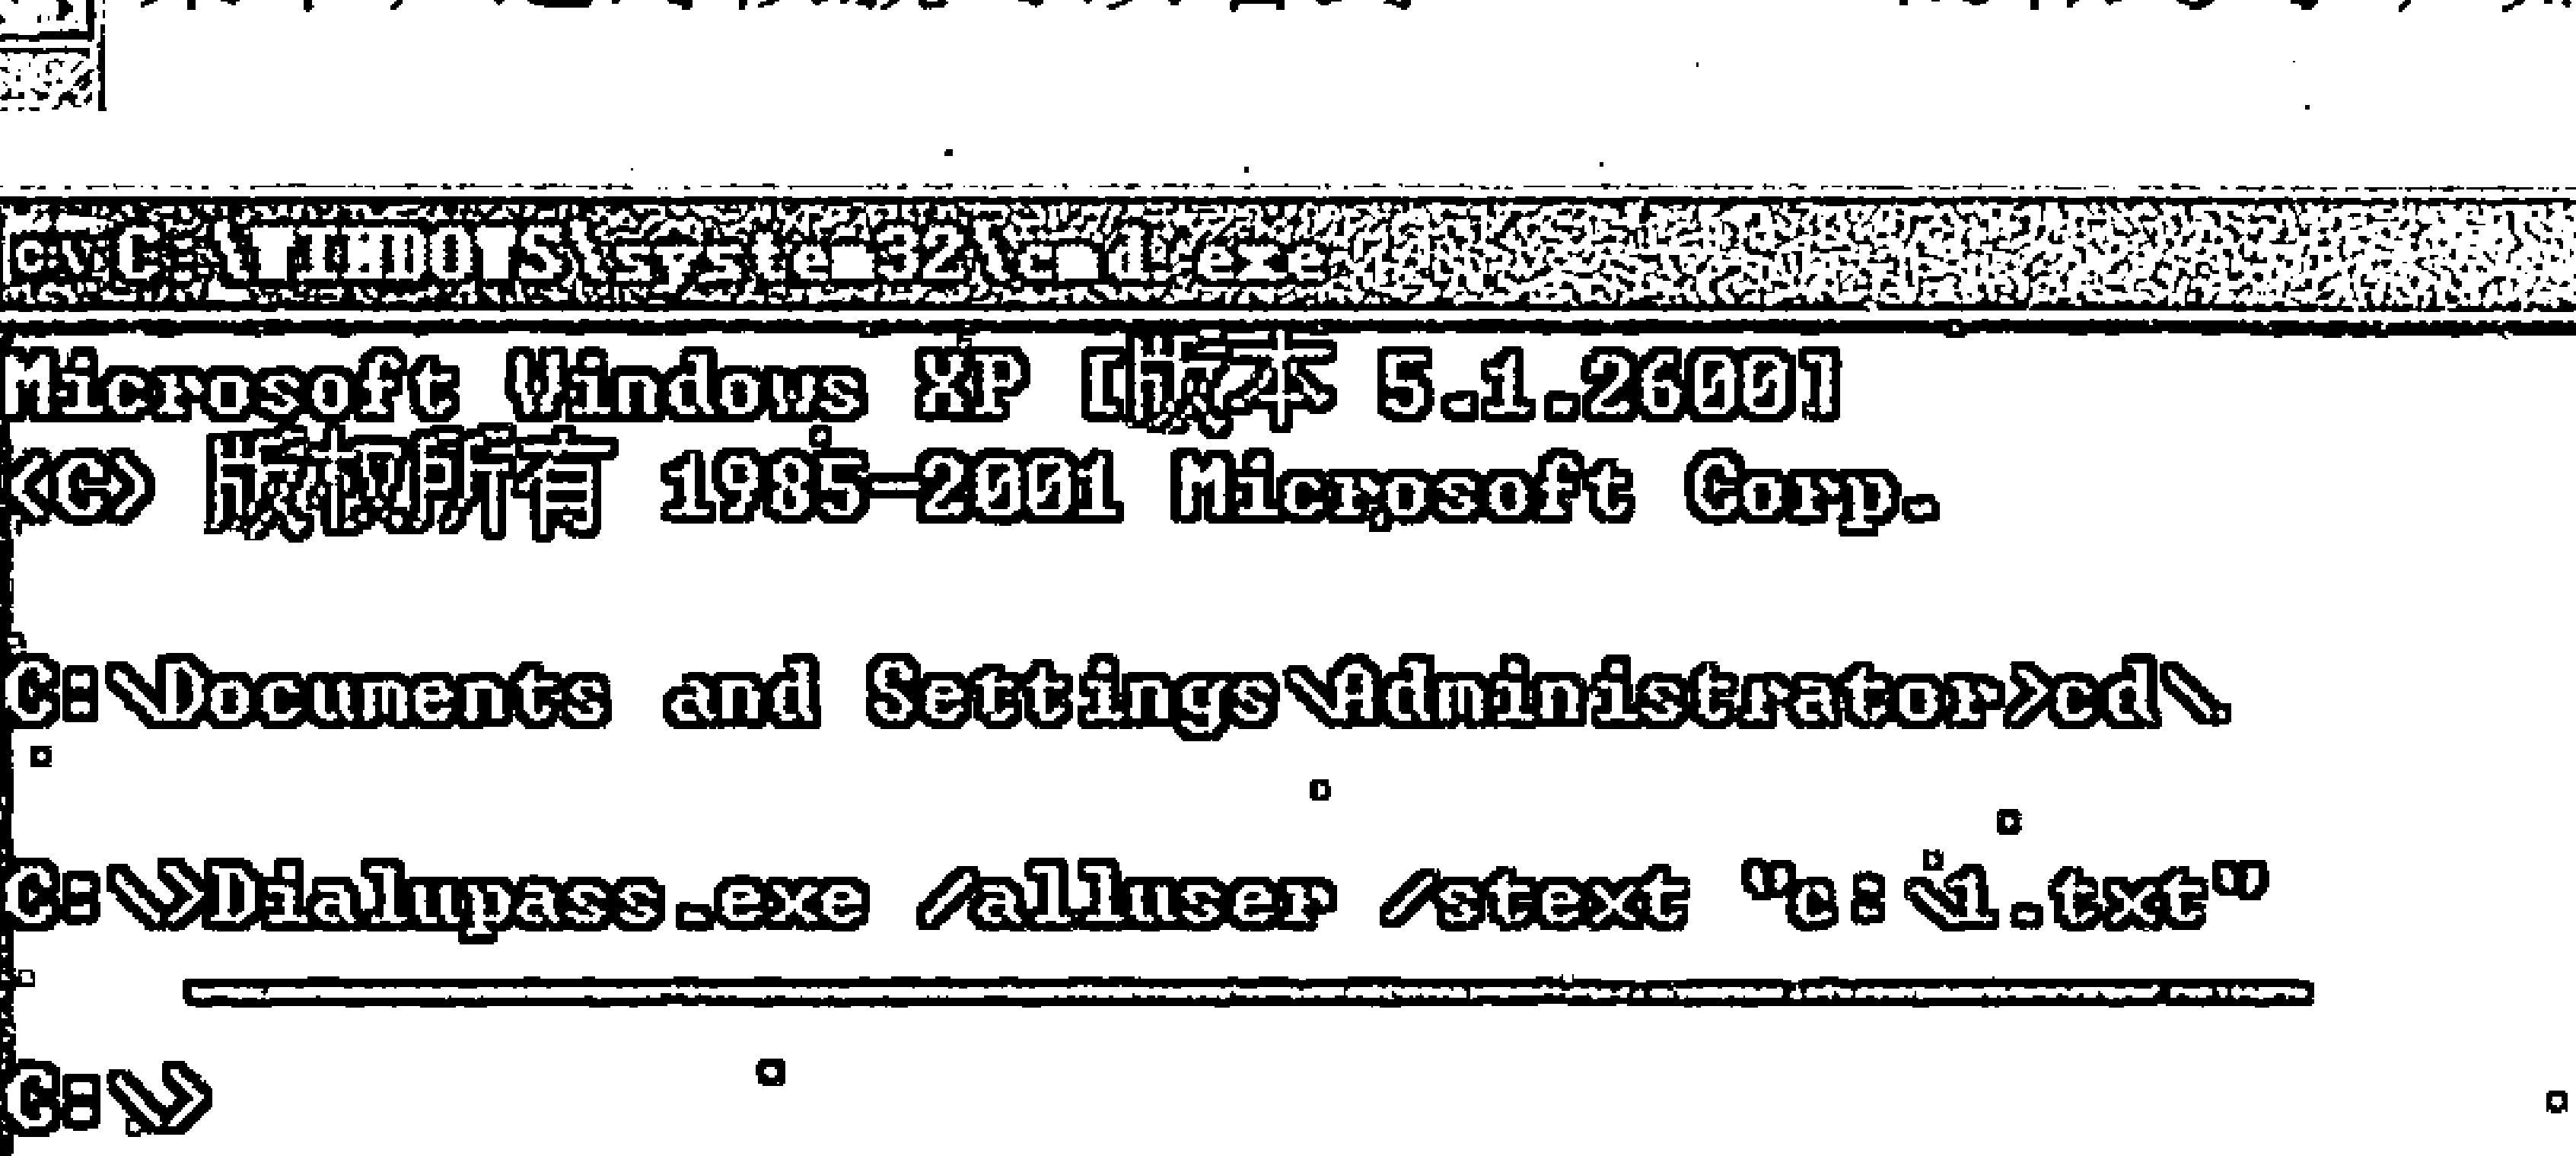 C:\WINDOWS\system32\cmd.exe
Microsoft Windows XP [版本 5.1.2600]
(C) 版权所有 1985-2001 Microsoft Corp.
C:\Documents and Settings\Administrator>cd\
C:\>Dialupass.exe /alluser /stext "c:\1.txt"
C:\>